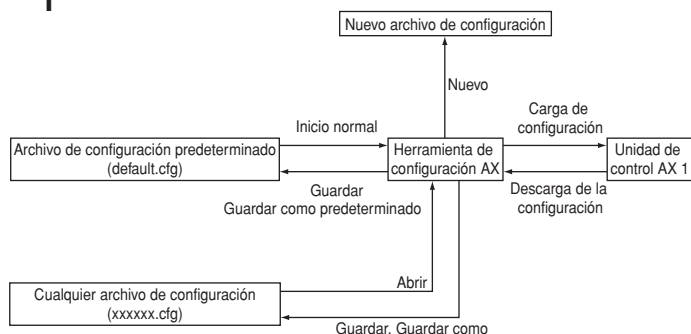 Nuevo archivo de configuración
Nuevo
Inicio normal
Carga de
configuración
Archivo de configuración predeterminado
(default.cfg)
Herramienta de
configuración AX
Unidad de
control AX 1
Guardar
Guardar como predeterminado
Descarga de la
configuración
Abrir
Cualquier archivo de configuración
(xxxxxx.cfg)
Guardar, Guardar como